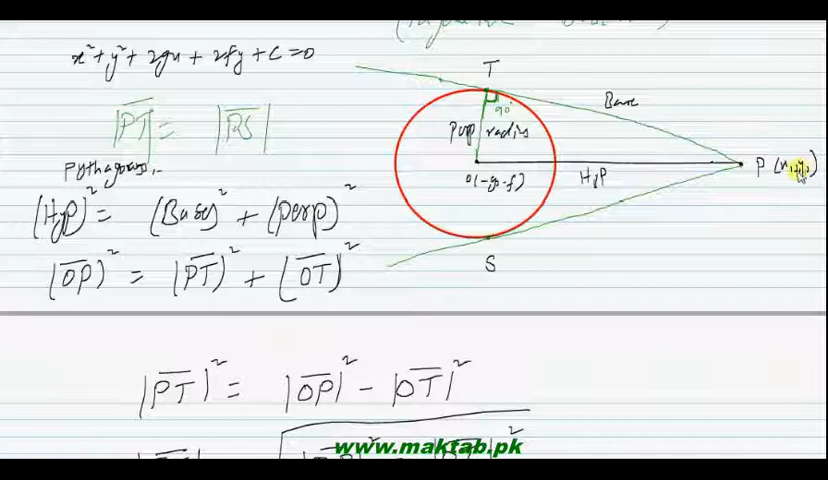 x² + y² + 2gx + 2fy + c = 0
T
Base
90°
|PT| = |PS|
Perp radius
P (x₁, y₁)
Pythagoras,
O(-g,-f)
Hyp
(Hyp)² = (Base)² + (Perp)²
S
(OP)² = (PT)² + (OT)²
|PT|² = |OP|² - |OT|²
www.maktab.pk